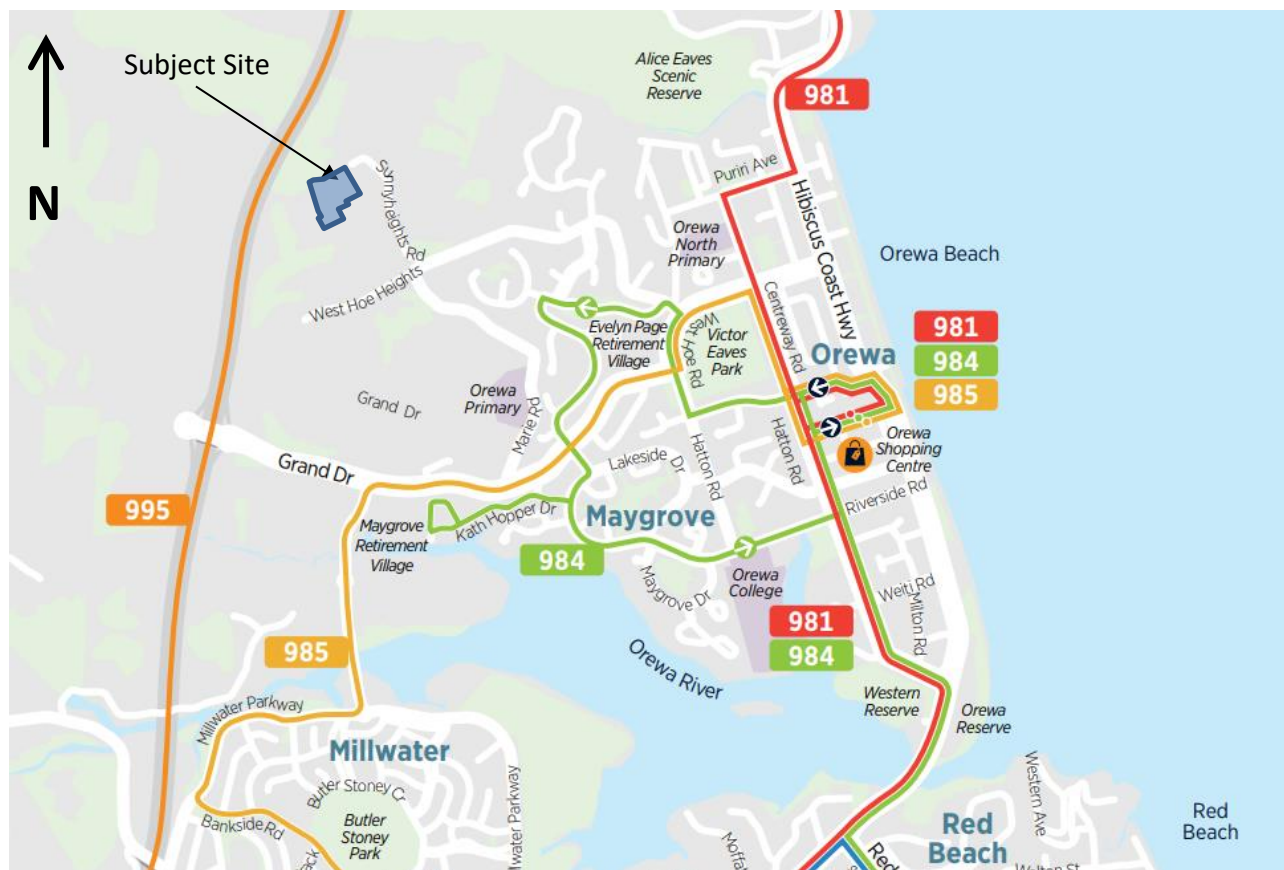 Subject Site
N
Alice Eaves
Scenic
Reserve
981
Puriri Ave
Hibiscus Coast Hwy
Sunnyheights Rd
Orewa
North
Primary
Orewa Beach
West Hoe Heights
Centreway Rd
981
984
985
Evelyn Page
Retirement
Village
West Hoe Rd
Victor
Eaves
Park
Orewa
Grand Dr
Orewa
Primary
Marie Rd
Hatton Rd
Hatton Rd
Orewa
Shopping
Centre
Grand Dr
Lakeside Dr
Riverside Rd
995
Maygrove
Retirement
Village
Kath Hopper Dr
Maygrove
984
Orewa
College
Maygrove Dr
Weiti Rd
Milton Rd
981
984
985
Orewa River
Western
Reserve
Orewa
Reserve
Millwater Parkway
Millwater
Butler Stoney Cr
Butler
Stoney
Park
Bankside Rd
ack
lwater Parkway
Western Ave
Red
Beach
Red
Beach
Moffa
Red